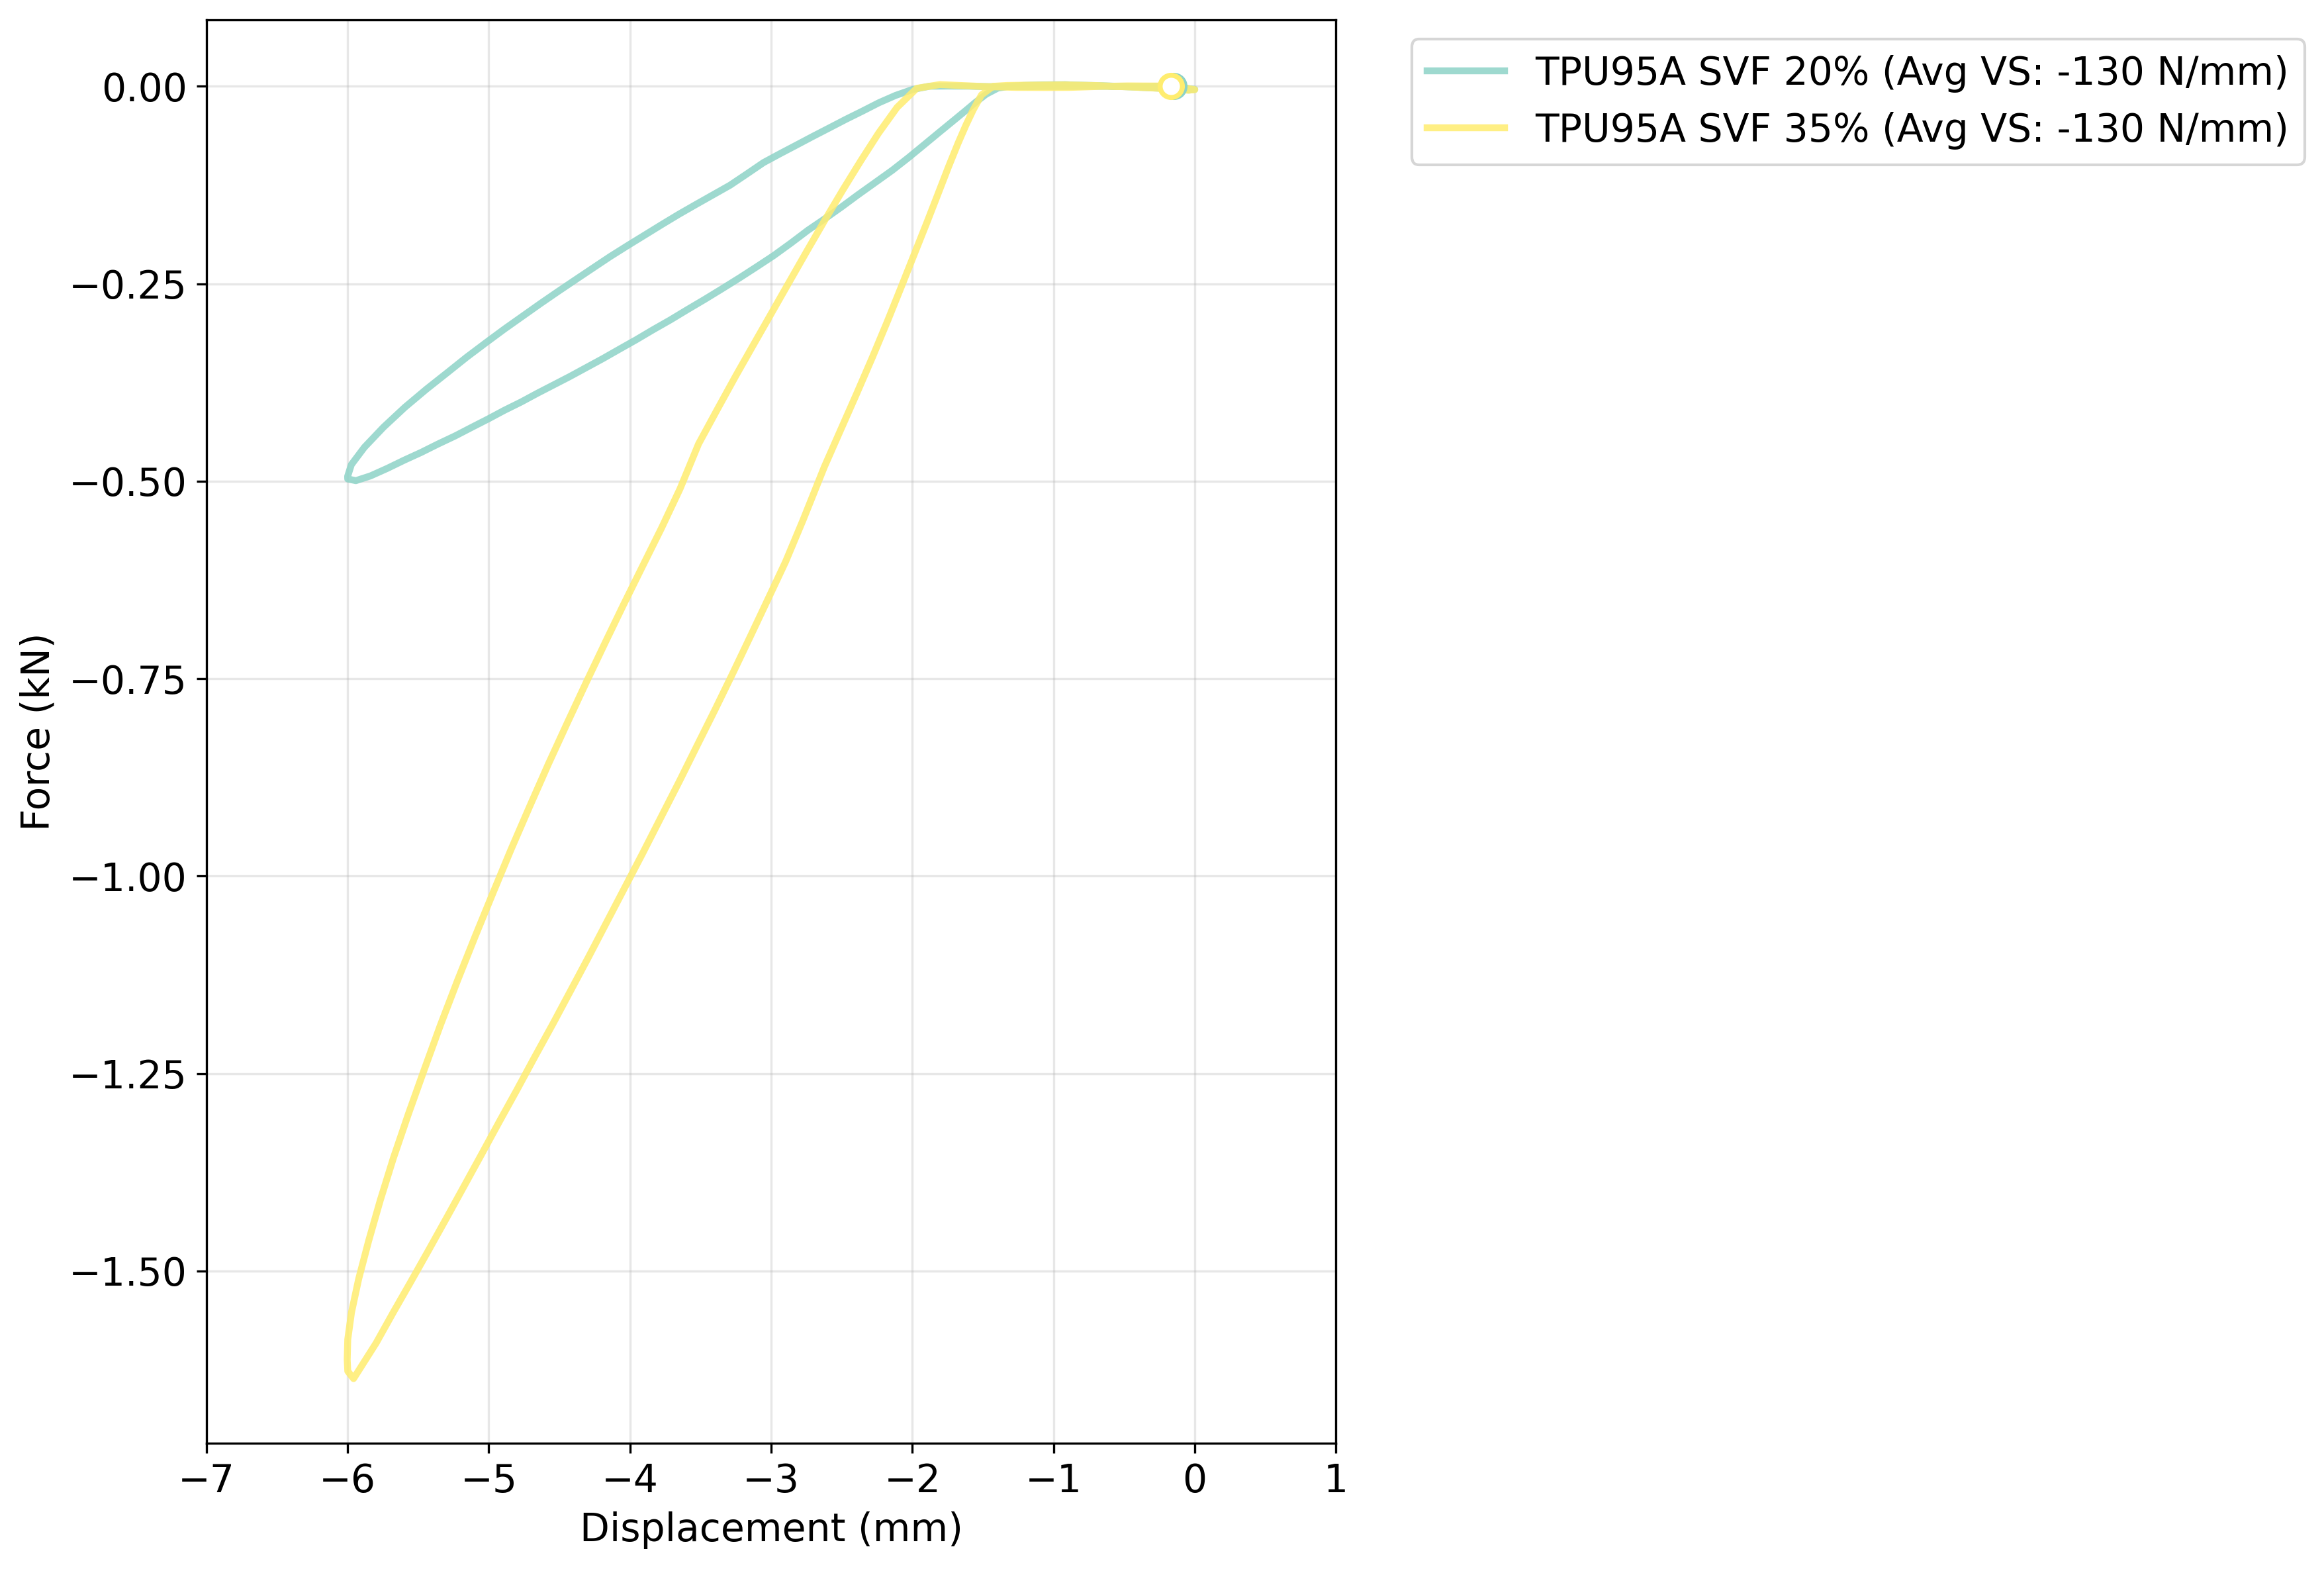 TPU95A SVF 20% (Avg VS: -130 N/mm)
TPU95A SVF 35% (Avg VS: -130 N/mm)
0.00
−0.25
−0.50
−0.75
−1.00
−1.25
−1.50
Force (kN)
−7 −6 −5 −4 −3 −2 −1 0 1
Displacement (mm)